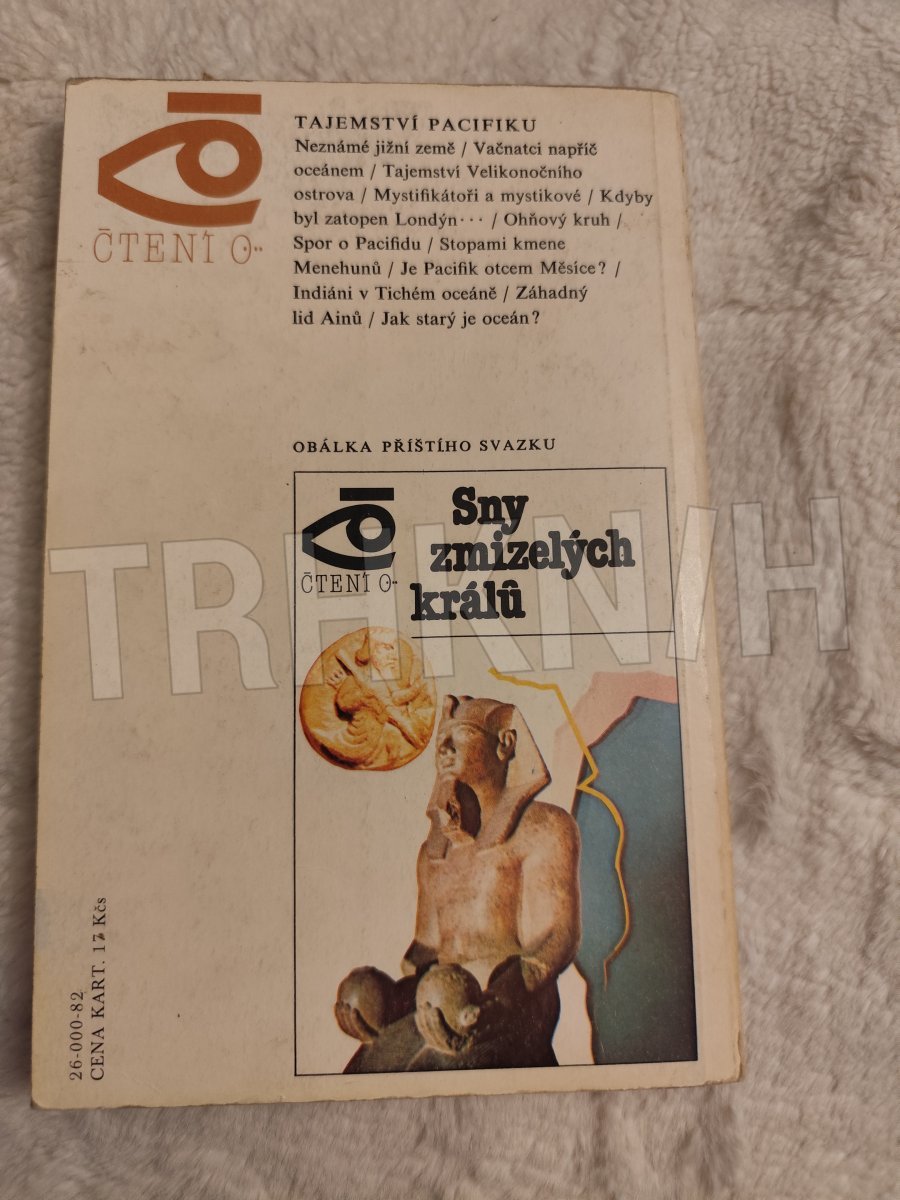 ČTENÍ O···
TAJEMSTVÍ PACIFIKU
Neznámé jižní země / Vačnatci napříč
oceánem / Tajemství Velikonočního
ostrova / Mystifikátoři a mystikové / Kdyby
byl zatopen Londýn··· / Ohňový kruh /
Spor o Pacifidu / Stopami kmene
Menehunů / Je Pacifik otcem Měsíce? /
Indiáni v Tichém oceáně / Záhadný
lid Ainů / Jak starý je oceán?
OBÁLKA PŘÍŠTÍHO SVAZKU
ČTENÍ O···
Sny
zmizelých
králů
TRHKNIH
26-000-82
CENA KART. 17 Kčs